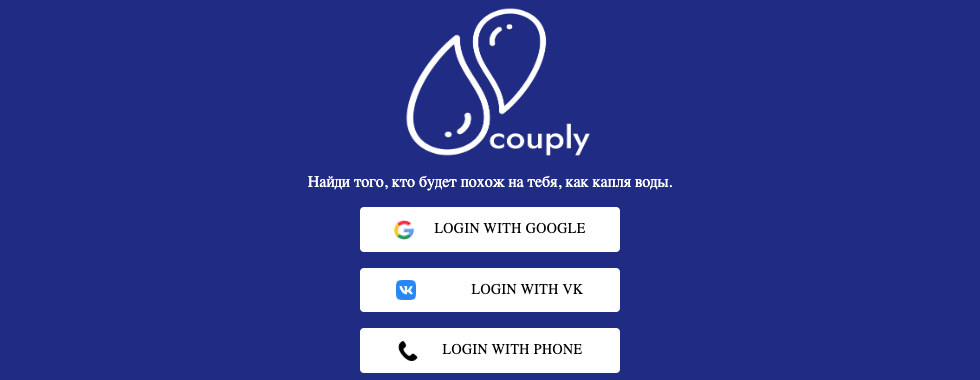 couply
Найди того, кто будет похож на тебя, как капля воды.
LOGIN WITH GOOGLE
LOGIN WITH VK
LOGIN WITH PHONE